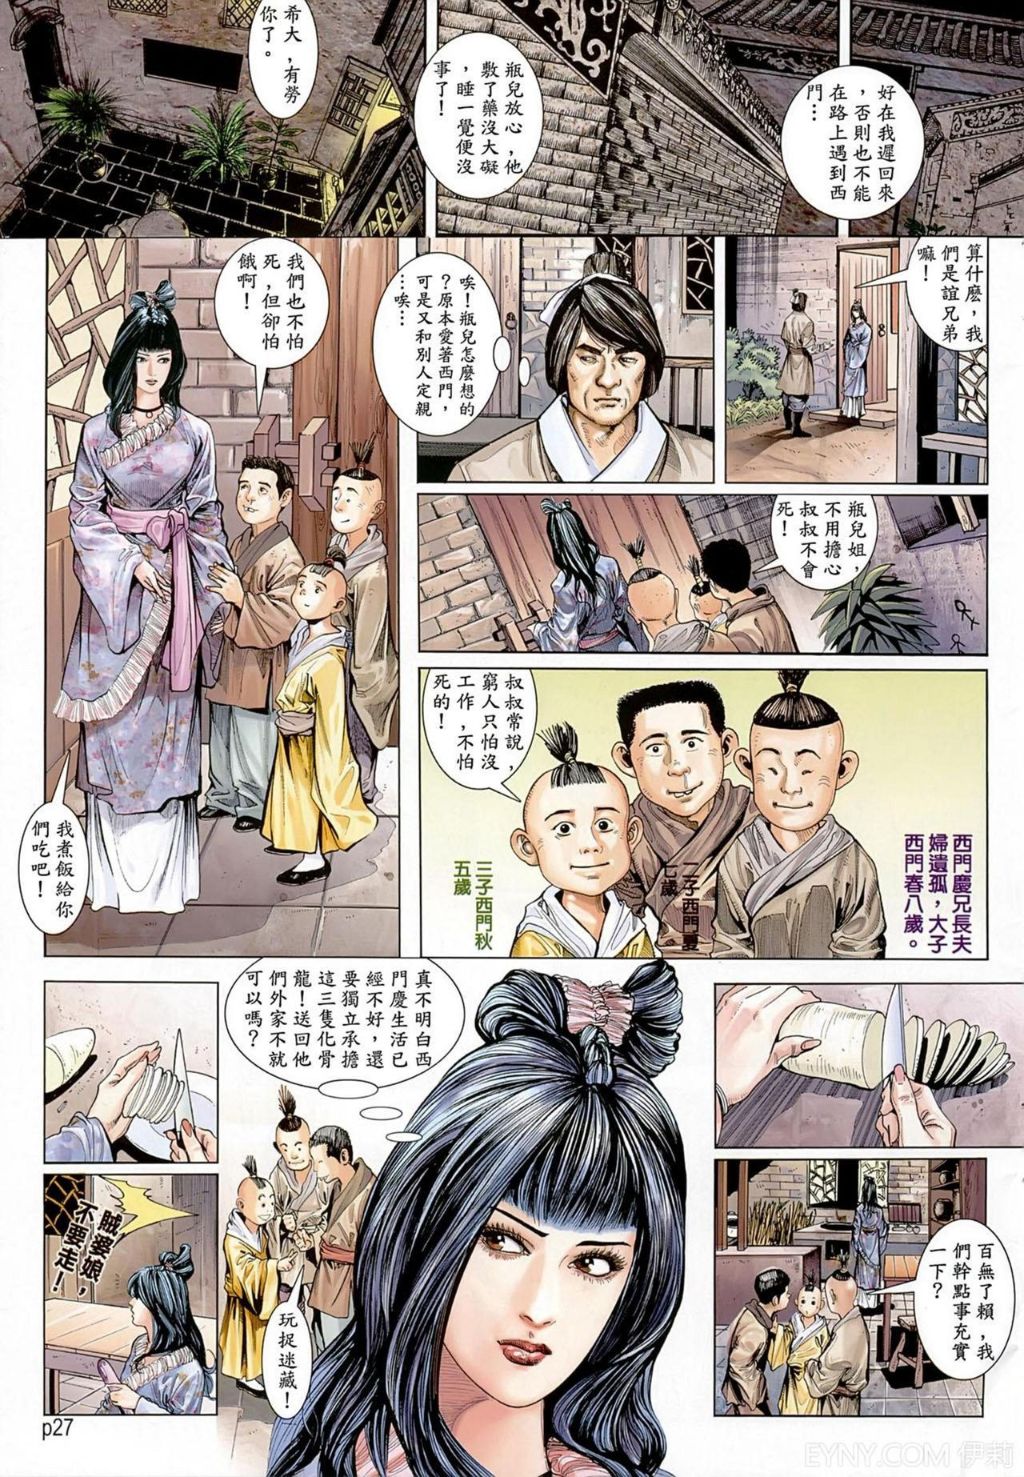 好在我遲回來
，否則也不能
在路上遇到西
門…
瓶兒放心，他
敷了藥沒大礙
，睡一覺便沒
事了！
希大，有勞
你了。
算什麽，我
們是誼兄弟
嘛！
唉！瓶兒怎麼想的
？原本愛著西門，
可是又和別人定親
…唉…
瓶兒姐，
不用擔心
叔叔不會
死！
叔叔常說，
窮人只怕沒
工作，不怕
死的！
西門慶兄長夫
婦遺孤，大子
西門春八歲。
二子西門夏
七歲
三子西門秋
五歲
我們也不怕
死，但卻怕
餓啊！
我煮飯給你
們吃吧！
百無了賴，我
們幹點事充實
一下？
真不明白西
門慶生活已
經不好，還
要獨立承擔
這三隻化骨
龍！送回他
們外家不就
可以嗎？
玩捉迷藏！
賊婆娘，
不要走！
p27
EYNY.COM 伊莉